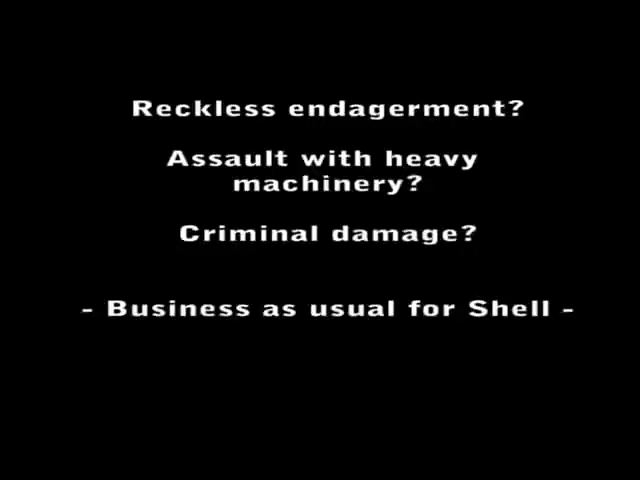 Reckless endagerment?
Assault with heavy
machinery?
Criminal damage?
- Business as usual for Shell -